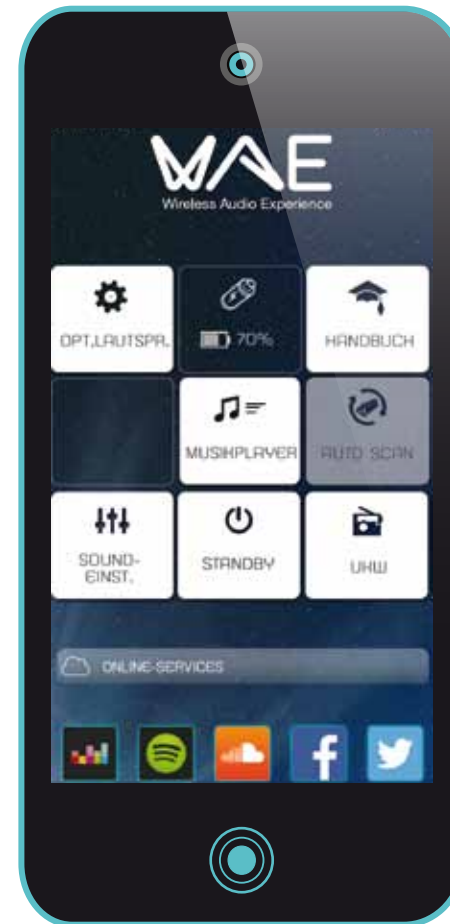 WAE
Wireless Audio Experience
OPT.LAUTSPR.
70%
HANDBUCH
MUSIKPLAYER
AUTO SCAN
SOUND-
EINST.
STANDBY
UKW
ONLINE-SERVICES
f